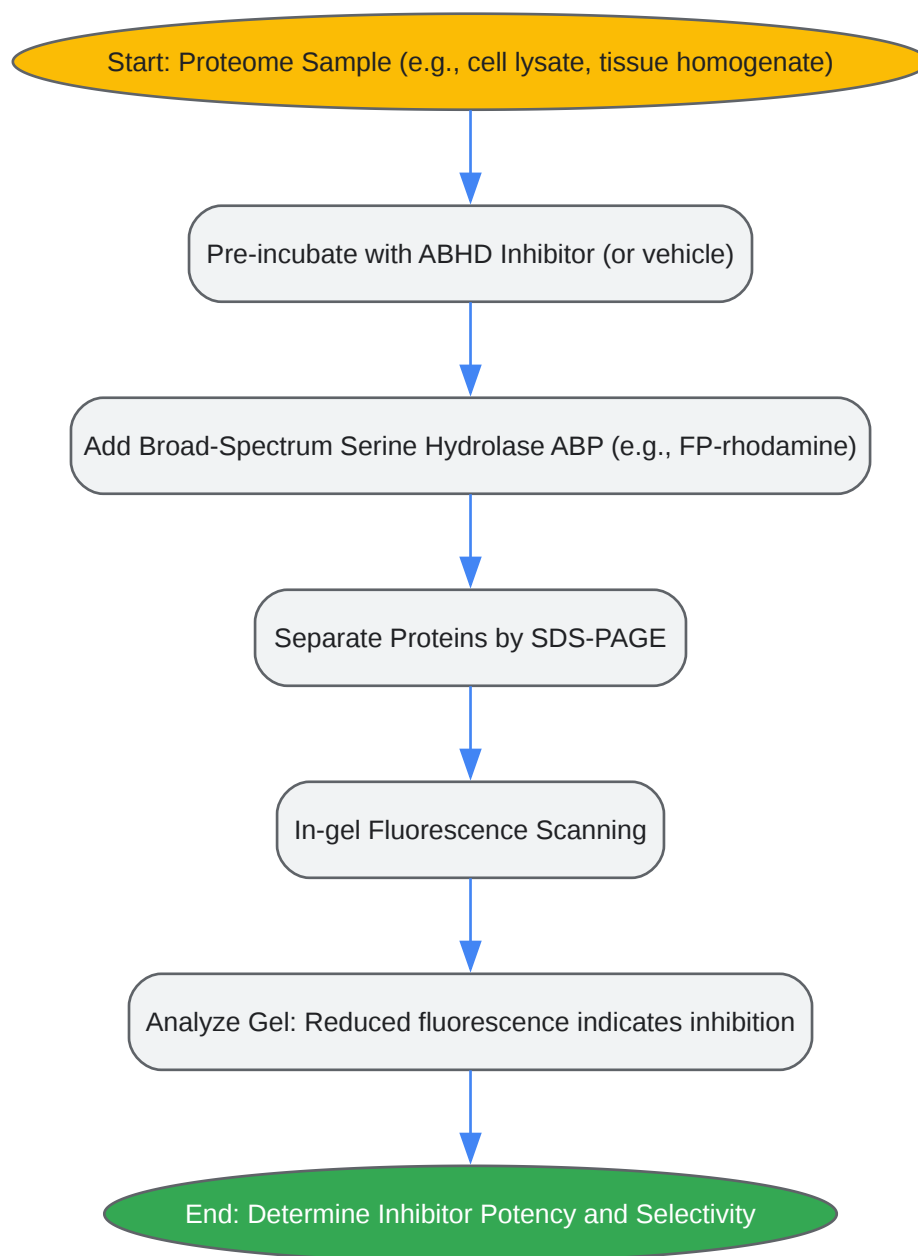 Start: Proteome Sample (e.g., cell lysate, tissue homogenate)
Pre-incubate with ABHD Inhibitor (or vehicle)
Add Broad-Spectrum Serine Hydrolase ABP (e.g., FP-rhodamine)
Separate Proteins by SDS-PAGE
In-gel Fluorescence Scanning
Analyze Gel: Reduced fluorescence indicates inhibition
End: Determine Inhibitor Potency and Selectivity